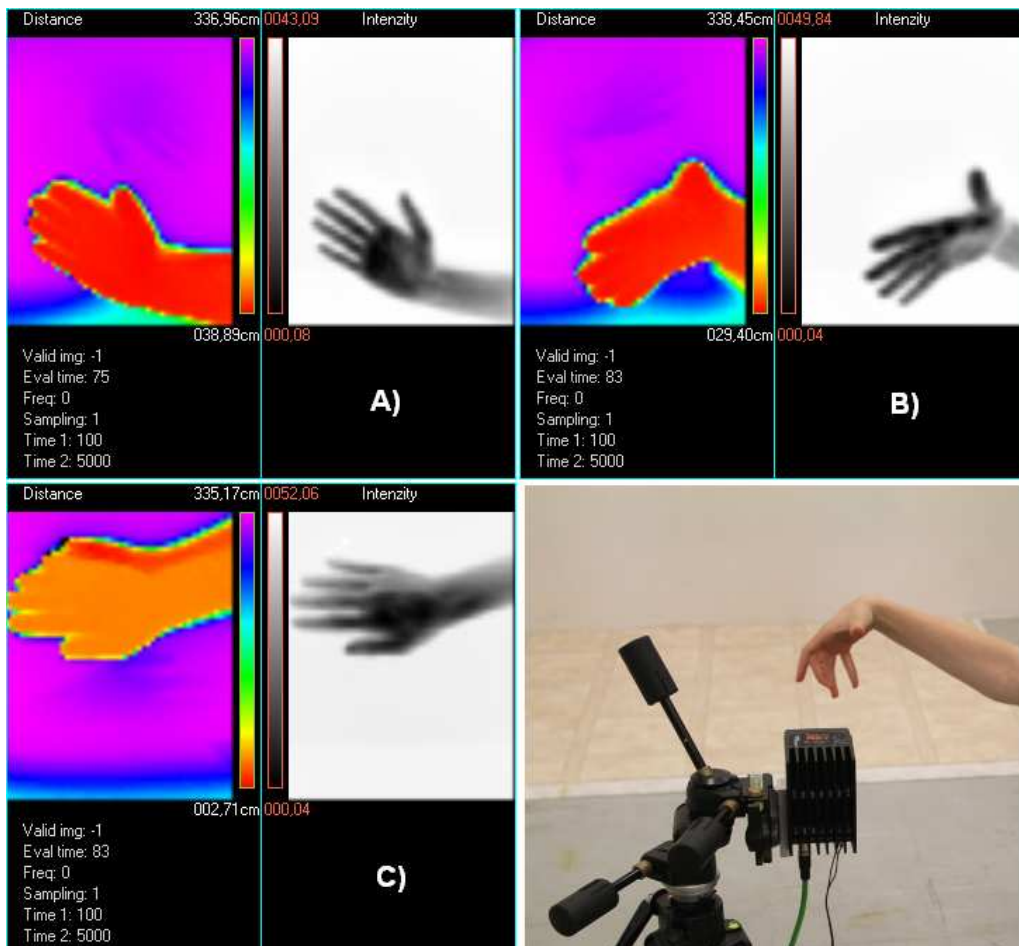 Distance 336,96cm 0043,09 Intenzity
038,89cm 000,08
Valid img: -1
Eval time: 75
Freq: 0
Sampling: 1
Time 1: 100
Time 2: 5000
A)
Distance 338,45cm 0049,84 Intenzity
029,40cm 000,04
Valid img: -1
Eval time: 83
Freq: 0
Sampling: 1
Time 1: 100
Time 2: 5000
B)
Distance 335,17cm 0052,06 Intenzity
002,71cm 000,04
Valid img: -1
Eval time: 83
Freq: 0
Sampling: 1
Time 1: 100
Time 2: 5000
C)